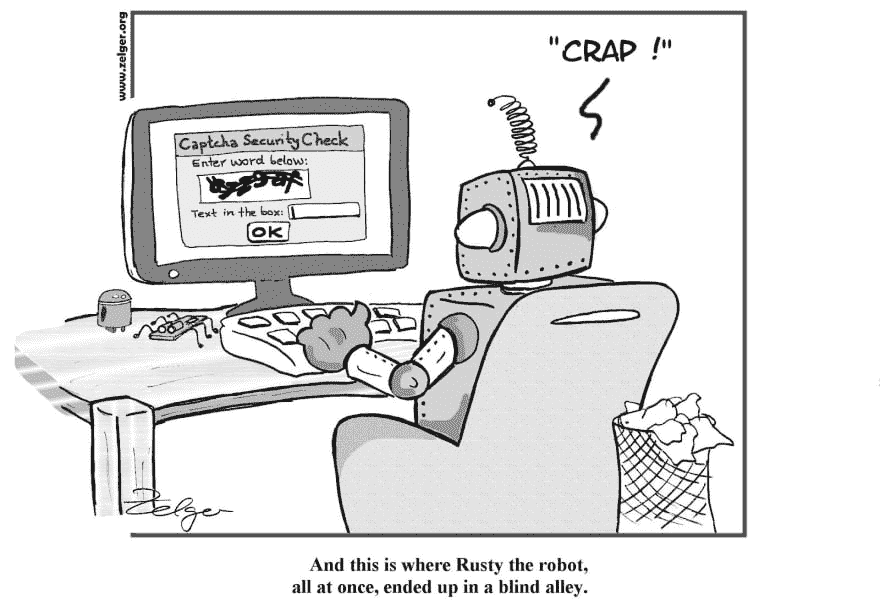 www.zelger.org
"CRAP !"
Captcha Security Check
Enter word below:
Text in the box:
OK
Zelger
And this is where Rusty the robot,
all at once, ended up in a blind alley.